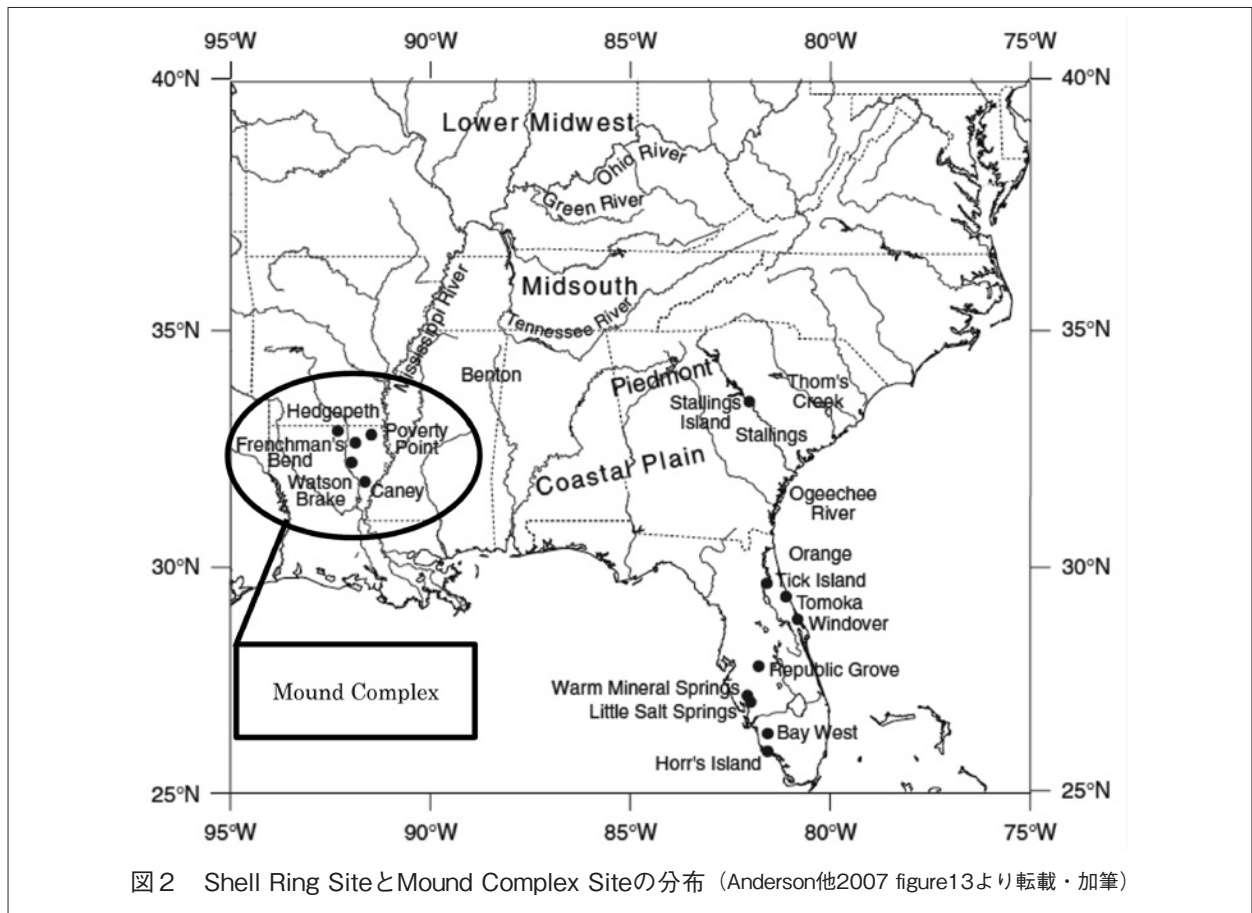 95°W
90°W
85°W
80°W
75°W
40°N
40°N
Lower Midwest
Ohio River
Green River
Midsouth
Tennessee River
Mississippi River
35°N
35°N
Benton
Piedmont
Thom's
Creek
Stallings
Island
Stallings
Hedgepeth
Poverty
Point
Frenchman's
Bend
Watson
Brake
Caney
Coastal Plain
Ogeechee
River
30°N
30°N
Orange
Tick Island
Tomoka
Windover
Republic Grove
Warm Mineral Springs
Little Salt Springs
Bay West
Horr's Island
Mound Complex
25°N
25°N
95°W
90°W
85°W
80°W
75°W
図2 Shell Ring SiteとMound Complex Siteの分布（Anderson他2007 figure13より転載・加筆）